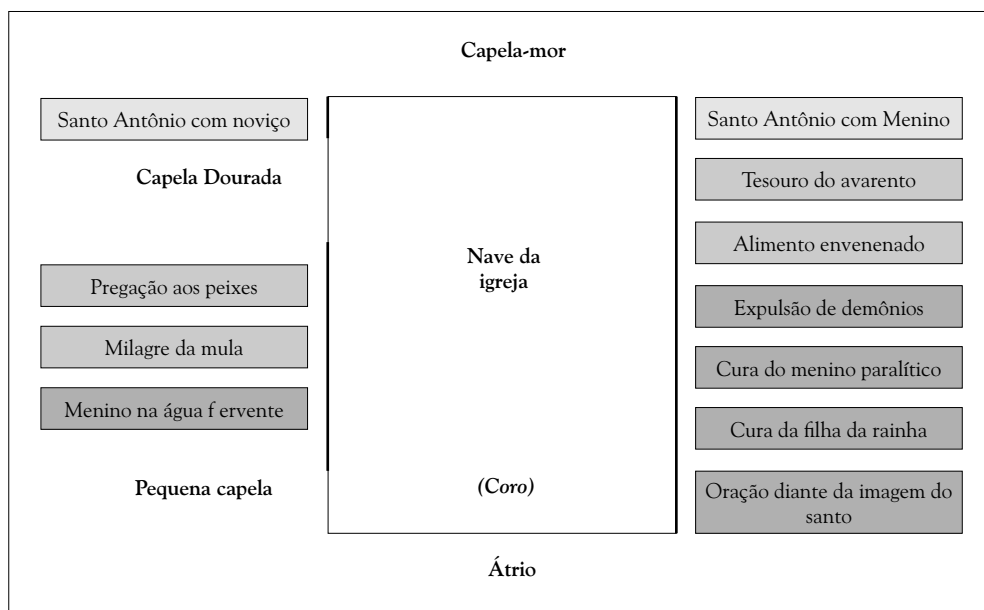 Capela-mor
Santo Antônio com noviço
Capela Dourada
Pregação aos peixes
Milagre da mula
Menino na água f ervente
Pequena capela
Nave da
igreja
(Coro)
Átrio
Santo Antônio com Menino
Tesouro do avarento
Alimento envenenado
Expulsão de demônios
Cura do menino paralítico
Cura da filha da rainha
Oração diante da imagem do
santo